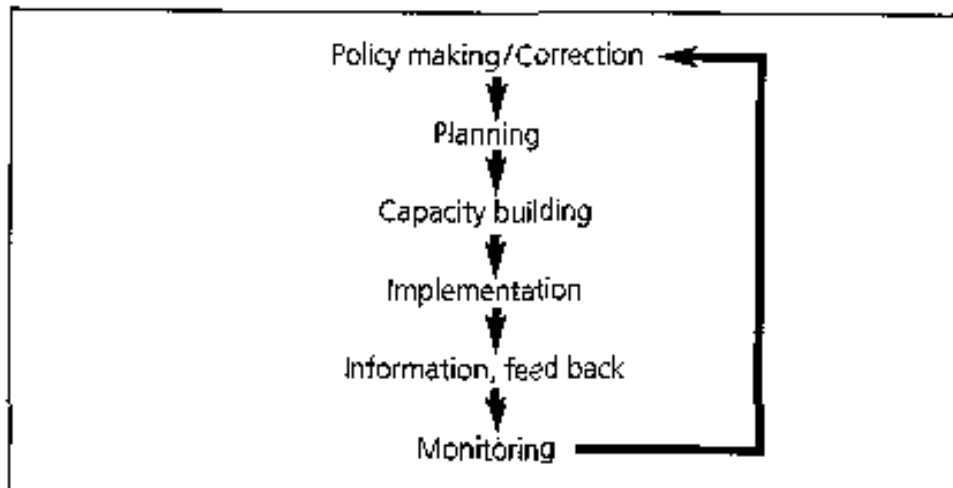 Policy making/Correction
Planning
Capacity building
Implementation
Information, feed back
Monitoring